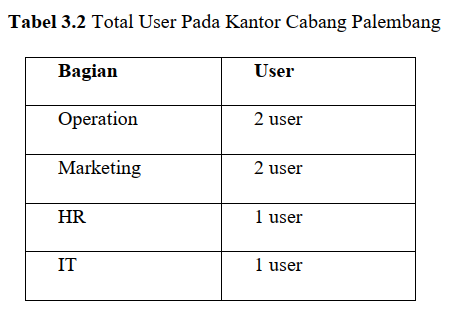 Tabel 3.2 Total User Pada Kantor Cabang Palembang
Bagian User
Operation 2 user
Marketing 2 user
HR 1 user
IT 1 user